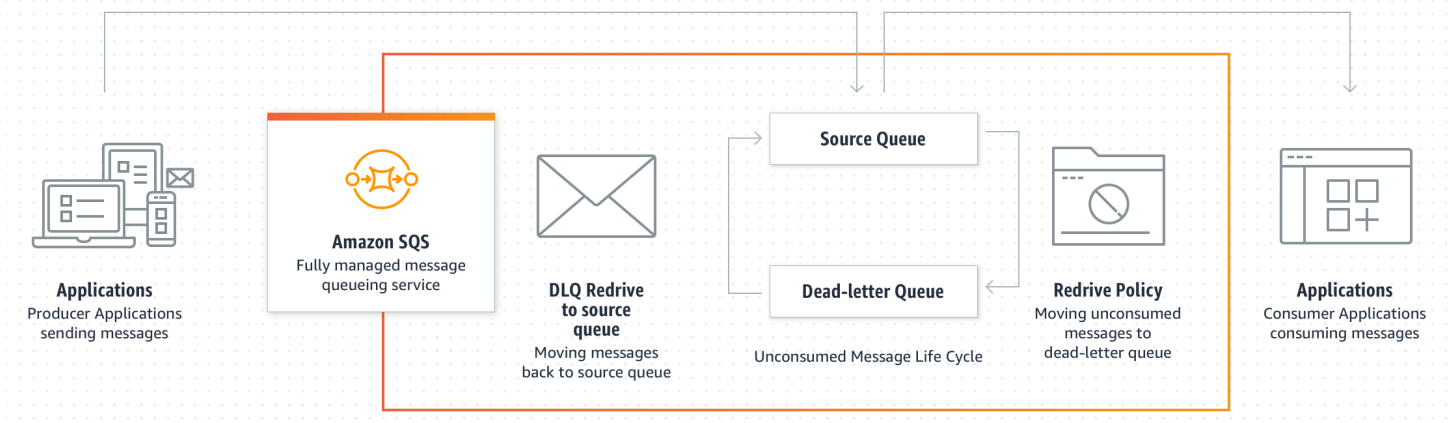 Applications
Producer Applications
sending messages
Amazon SQS
Fully managed message
queueing service
DLQ Redrive
to source
queue
Moving messages
back to source queue
Source Queue
Dead-letter Queue
Unconsumed Message Life Cycle
Redrive Policy
Moving unconsumed
messages to
dead-letter queue
Applications
Consumer Applications
consuming messages